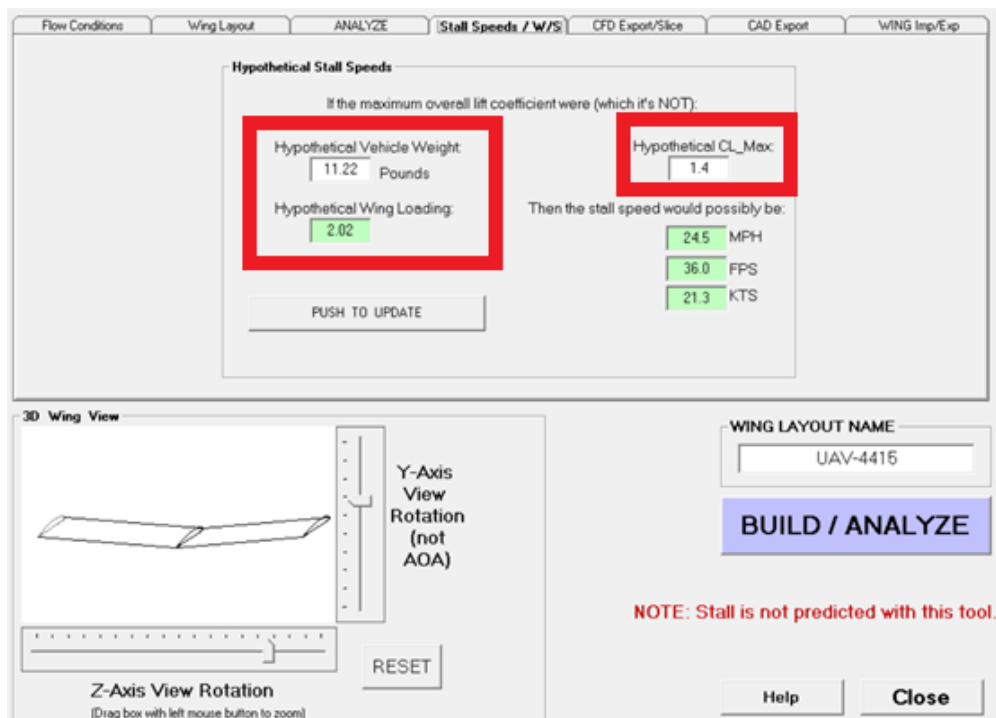 Flow Conditions
Wing Layout
ANALYZE
Stall Speeds / W/S
CFD Export/Slice
CAD Export
WING Imp/Exp
Hypothetical Stall Speeds
If the maximum overall lift coefficient were (which it's NOT):
Hypothetical Vehicle Weight:
11.22 Pounds
Hypothetical Wing Loading:
2.02
Hypothetical CL_Max:
1.4
Then the stall speed would possibly be:
24.5 MPH
36.0 FPS
21.3 KTS
PUSH TO UPDATE
3D Wing View
Y-Axis
View
Rotation
(not
AOA)
Z-Axis View Rotation
(Drag box with left mouse button to zoom)
RESET
WING LAYOUT NAME
UAV-4415
BUILD / ANALYZE
NOTE: Stall is not predicted with this tool.
Help
Close